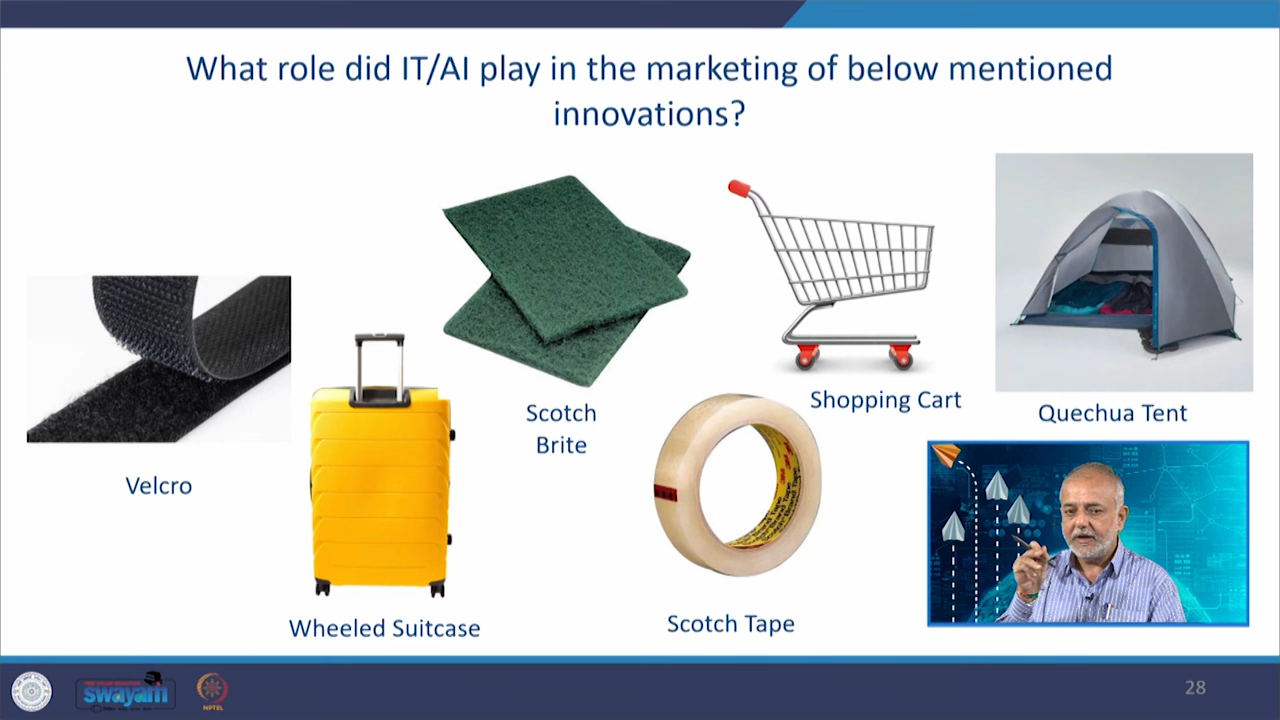 What role did IT/AI play in the marketing of below mentioned
innovations?
Velcro
Wheeled Suitcase
Scotch
Brite
Scotch Tape
Shopping Cart
Quechua Tent
swayam
NPTEL
28